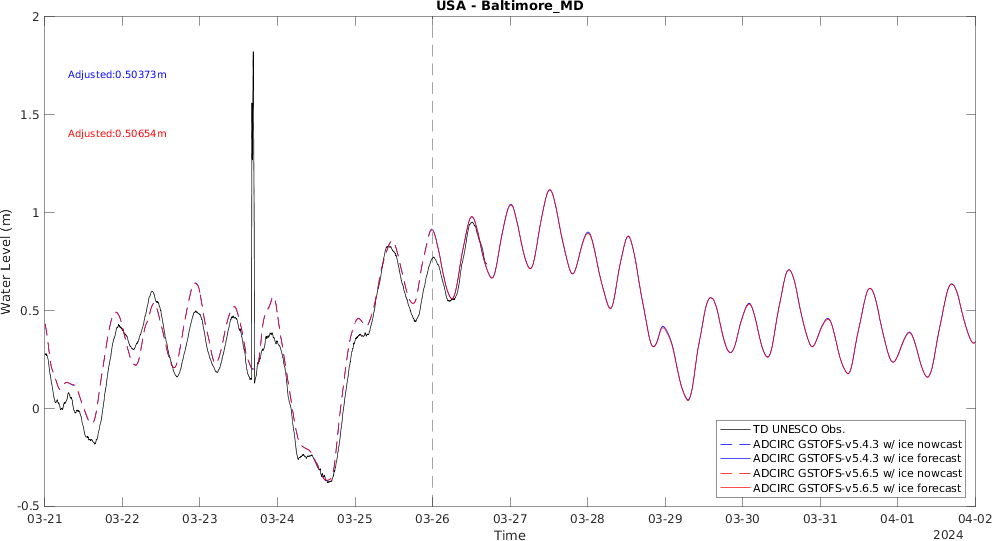 USA - Baltimore_MD
2
Adjusted:0.50373m
1.5
Adjusted:0.50654m
1
Water Level (m)
0.5
0
TD UNESCO Obs.
ADCIRC GSTOFS-v5.4.3 w/ ice nowcast
ADCIRC GSTOFS-v5.4.3 w/ ice forecast
ADCIRC GSTOFS-v5.6.5 w/ ice nowcast
ADCIRC GSTOFS-v5.6.5 w/ ice forecast
-0.5
03-21 03-22 03-23 03-24 03-25 03-26 03-27 03-28 03-29 03-30 03-31 04-01 04-02
Time
2024